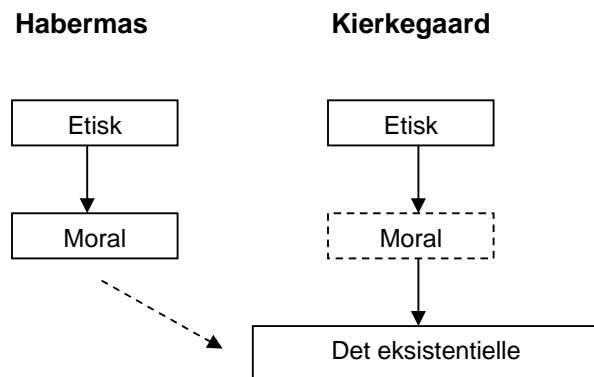 Habermas Kierkegaard
Etisk Etisk
Moral Moral
Det eksistentielle